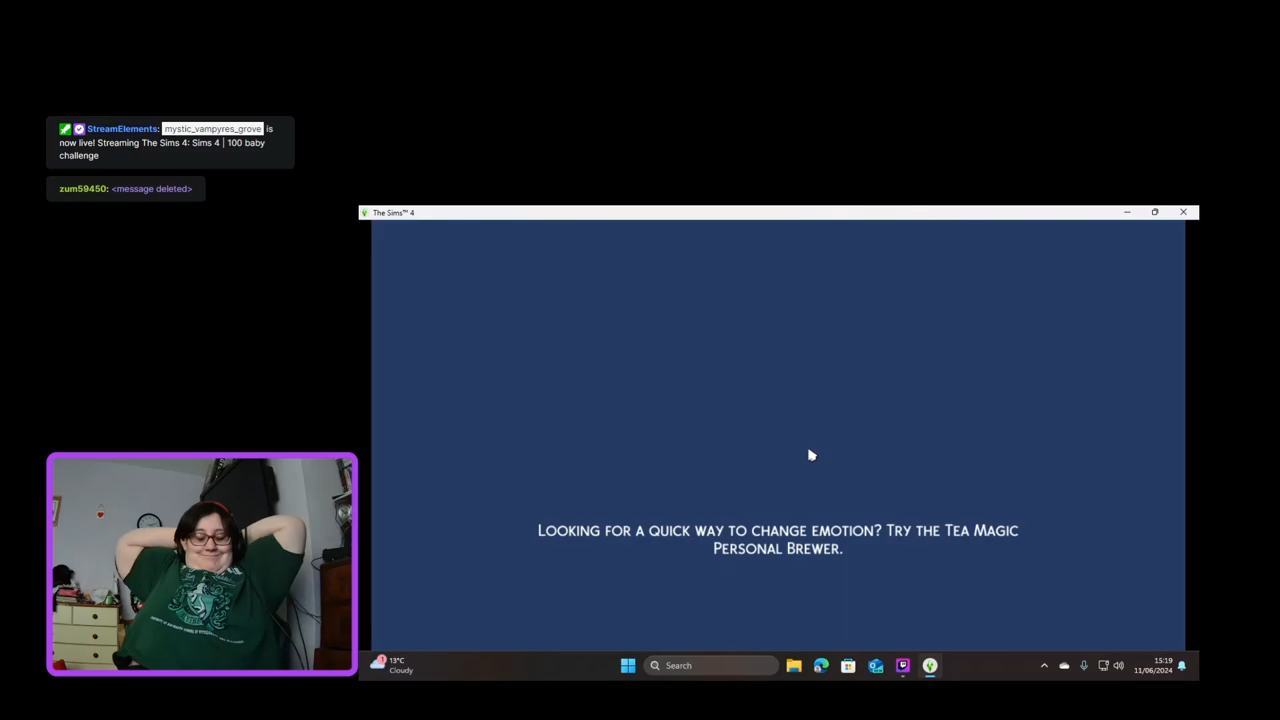 StreamElements: mystic_vampyres_grove is
now live! Streaming The Sims 4: Sims 4 | 100 baby
challenge
zum59450: <message deleted>
The Sims™ 4
LOOKING FOR A QUICK WAY TO CHANGE EMOTION? TRY THE TEA MAGIC
PERSONAL BREWER.
1
13°C
Cloudy
Search
15:19
11/06/2024